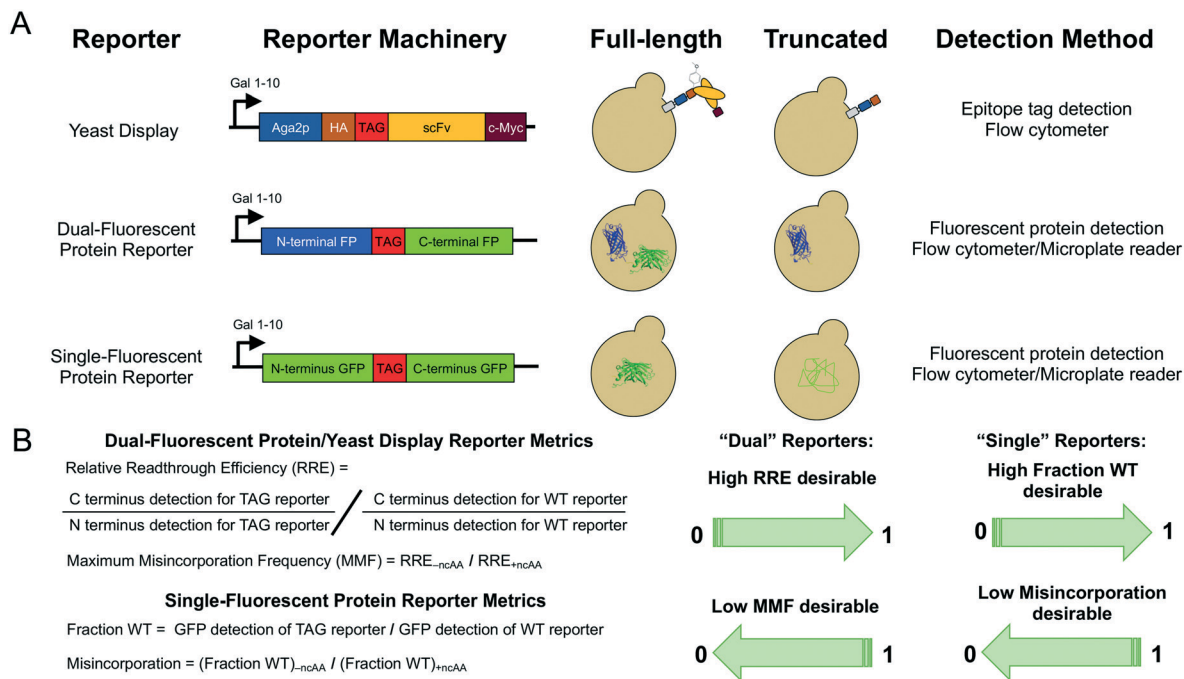 A
Reporter
Reporter Machinery
Full-length
Truncated
Detection Method
Yeast Display
Gal 1-10
Aga2p
HA
TAG
scFv
c-Myc
Epitope tag detection
Flow cytometer
Dual-Fluorescent
Protein Reporter
Gal 1-10
N-terminal FP
TAG
C-terminal FP
Fluorescent protein detection
Flow cytometer/Microplate reader
Single-Fluorescent
Protein Reporter
Gal 1-10
N-terminus GFP
TAG
C-terminus GFP
Fluorescent protein detection
Flow cytometer/Microplate reader
B
Dual-Fluorescent Protein/Yeast Display Reporter Metrics
Relative Readthrough Efficiency (RRE) =
C terminus detection for TAG reporter / C terminus detection for WT reporter
N terminus detection for TAG reporter N terminus detection for WT reporter
Maximum Misincorporation Frequency (MMF) = RRE–ncAA / RRE+ncAA
Single-Fluorescent Protein Reporter Metrics
Fraction WT = GFP detection of TAG reporter / GFP detection of WT reporter
Misincorporation = (Fraction WT)–ncAA / (Fraction WT)+ncAA
“Dual” Reporters:
High RRE desirable
0 1
Low MMF desirable
0 1
“Single” Reporters:
High Fraction WT
desirable
0 1
Low Misincorporation
desirable
0 1